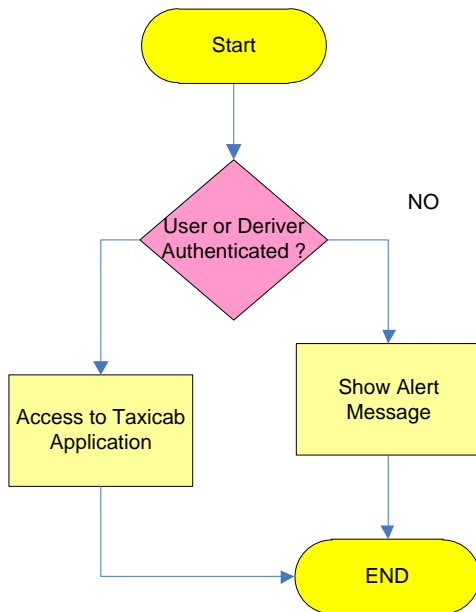 Start
NO
User or Deriver
Authenticated ?
Access to Taxicab
Application
Show Alert
Message
END